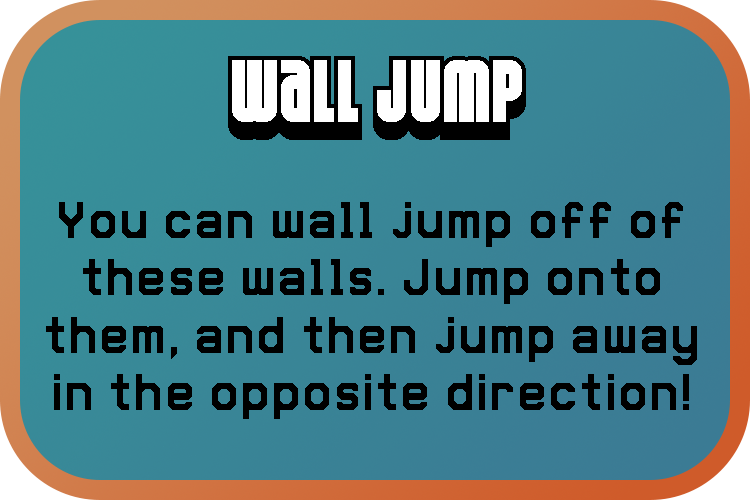 WALL JUMP
You can wall jump off of
these walls. Jump onto
them, and then jump away
in the opposite direction!